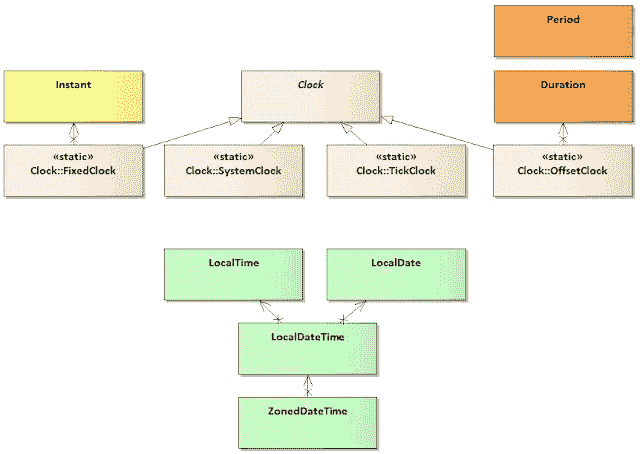 Period
Instant
Clock
Duration
«static»
Clock::FixedClock
«static»
Clock::SystemClock
«static»
Clock::TickClock
«static»
Clock::OffsetClock
LocalTime
LocalDate
LocalDateTime
ZonedDateTime